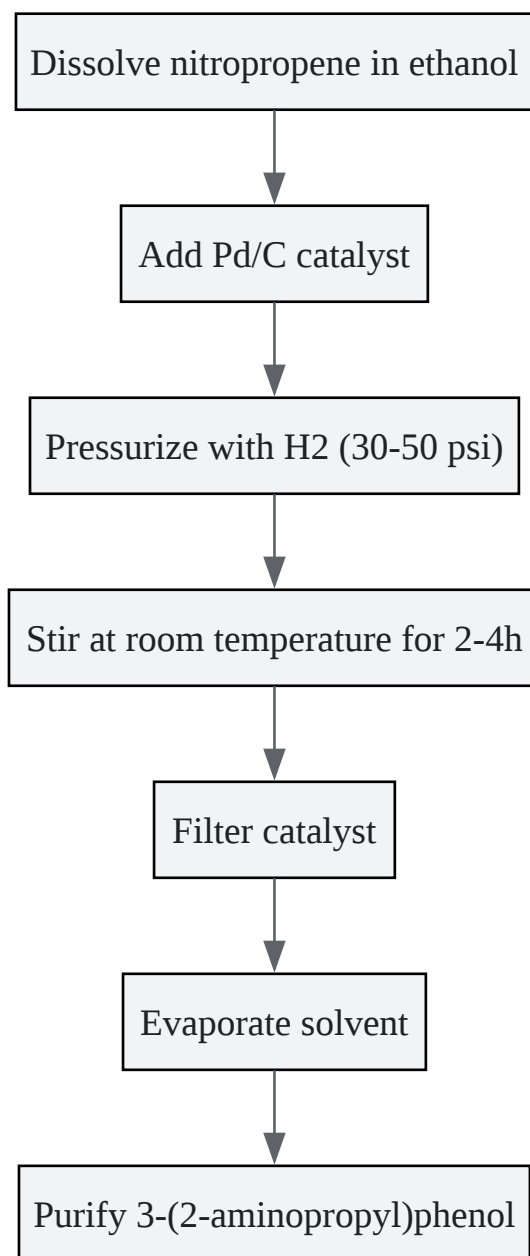 Dissolve nitropropene in ethanol
Add Pd/C catalyst
Pressurize with H2 (30-50 psi)
Stir at room temperature for 2-4h
Filter catalyst
Evaporate solvent
Purify 3-(2-aminopropyl)phenol